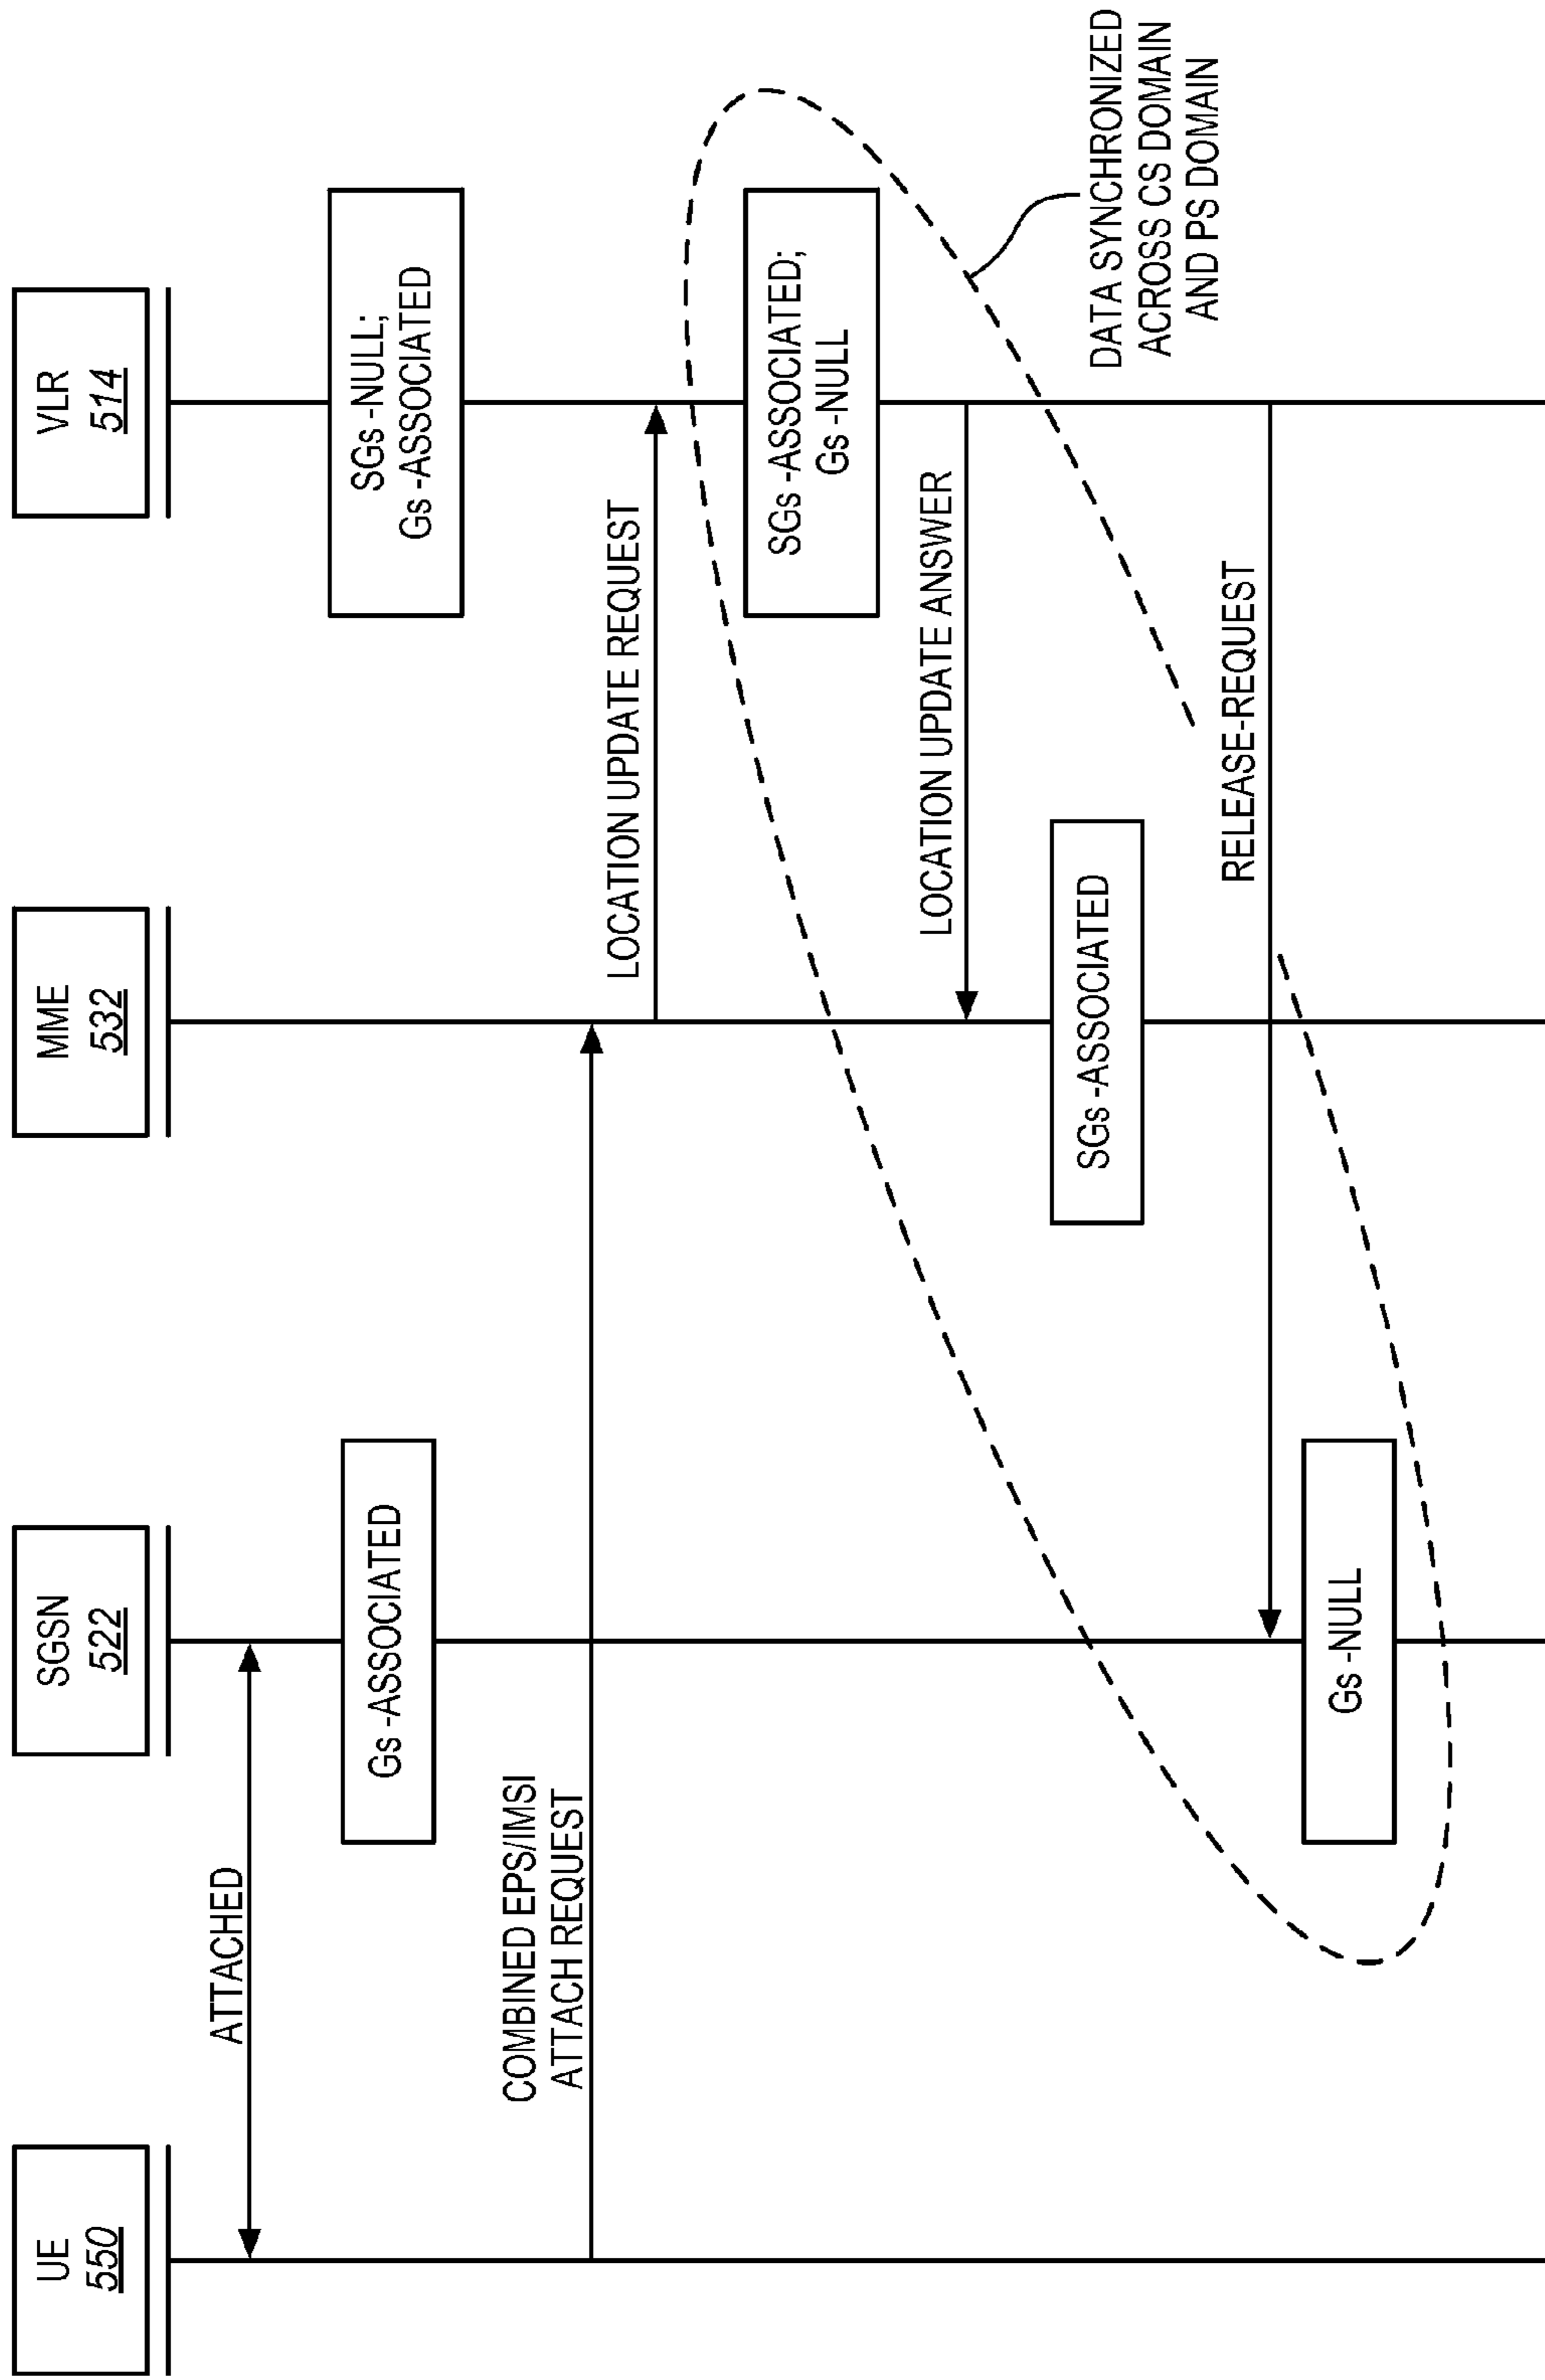 UE
550
SGSN
522
MME
532
VLR
514
ATTACHED
Gs -ASSOCIATED
SGs -NULL;
Gs -ASSOCIATED
COMBINED EPS/IMSI
ATTACH REQUEST
LOCATION UPDATE REQUEST
SGs -ASSOCIATED;
Gs -NULL
LOCATION UPDATE ANSWER
SGs -ASSOCIATED
DATA SYNCHRONIZED
ACROSS CS DOMAIN
AND PS DOMAIN
RELEASE-REQUEST
Gs -NULL